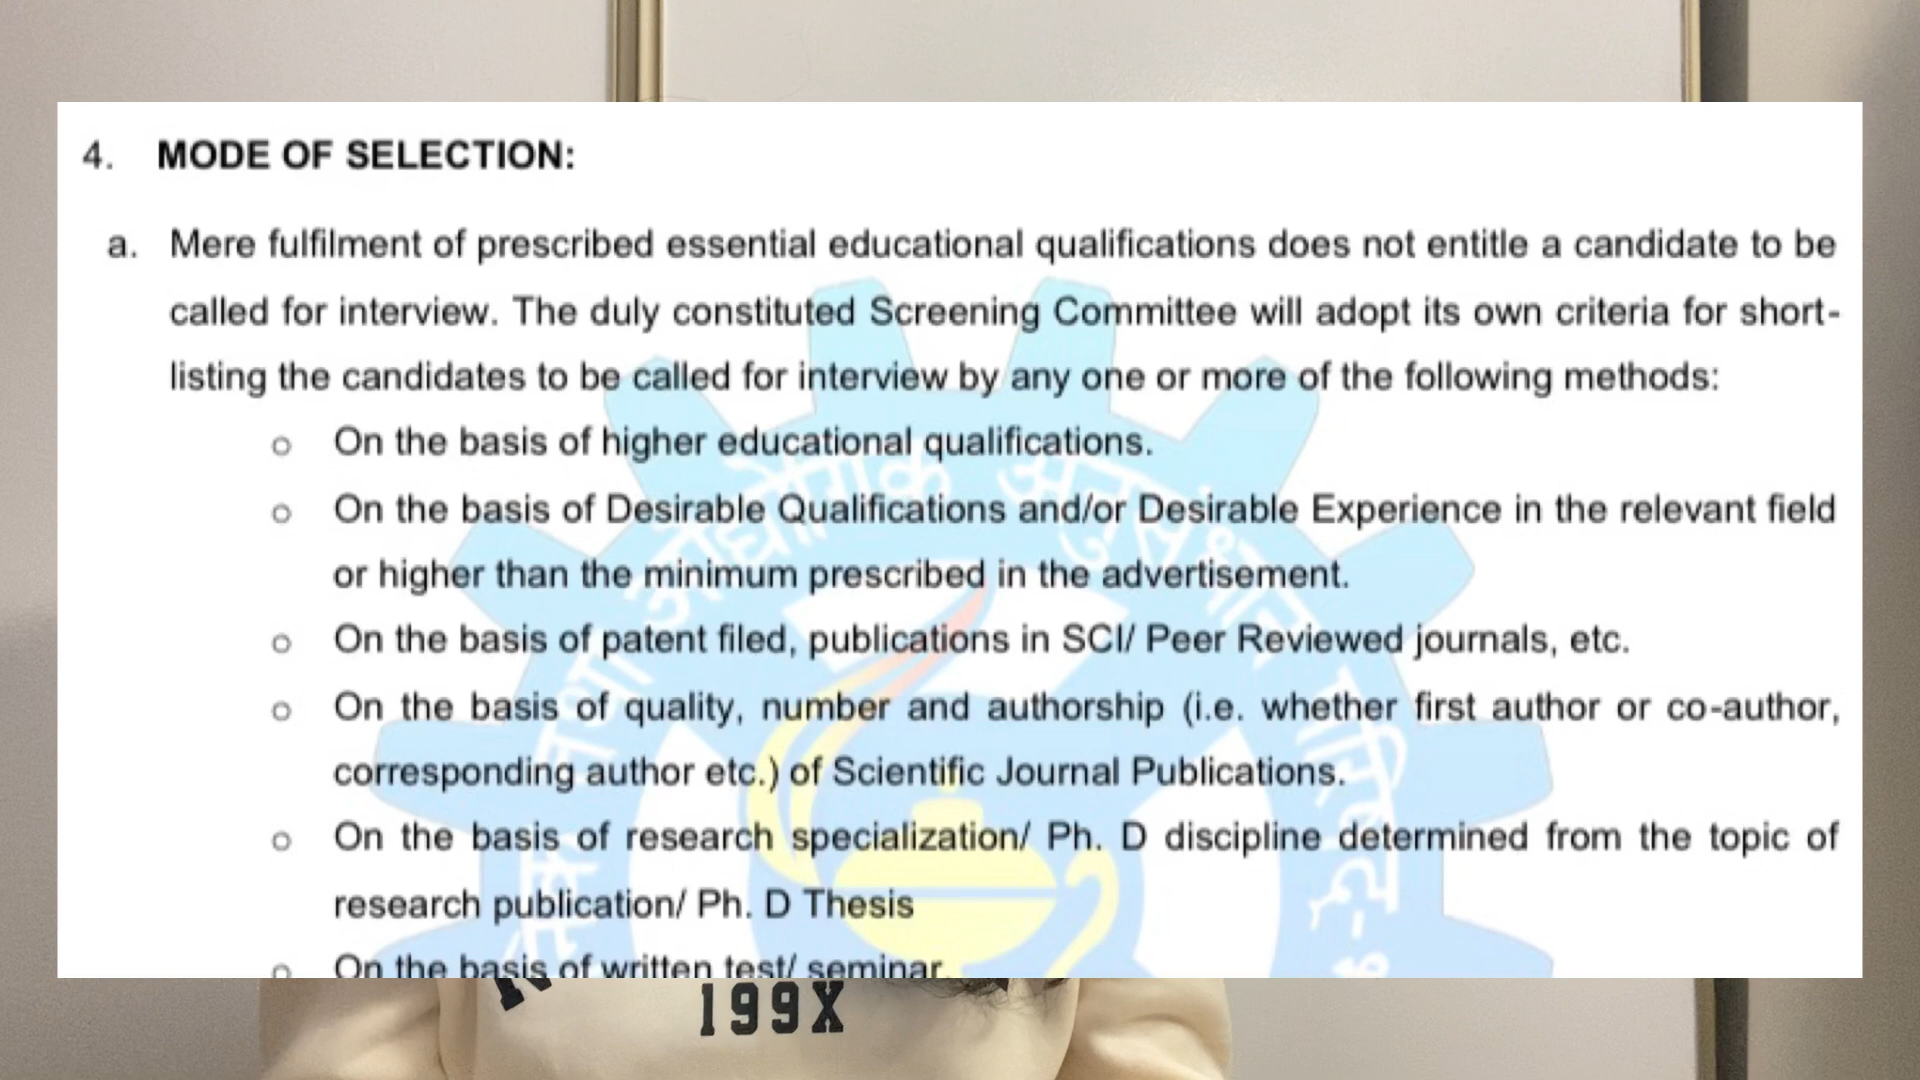 4. MODE OF SELECTION:
a. Mere fulfilment of prescribed essential educational qualifications does not entitle a candidate to be
called for interview. The duly constituted Screening Committee will adopt its own criteria for short-
listing the candidates to be called for interview by any one or more of the following methods:
o On the basis of higher educational qualifications.
o On the basis of Desirable Qualifications and/or Desirable Experience in the relevant field
or higher than the minimum prescribed in the advertisement.
o On the basis of patent filed, publications in SCI/ Peer Reviewed journals, etc.
o On the basis of quality, number and authorship (i.e. whether first author or co-author,
corresponding author etc.) of Scientific Journal Publications.
o On the basis of research specialization/ Ph. D discipline determined from the topic of
research publication/ Ph. D Thesis
o On the basis of written test/ seminar.
199X